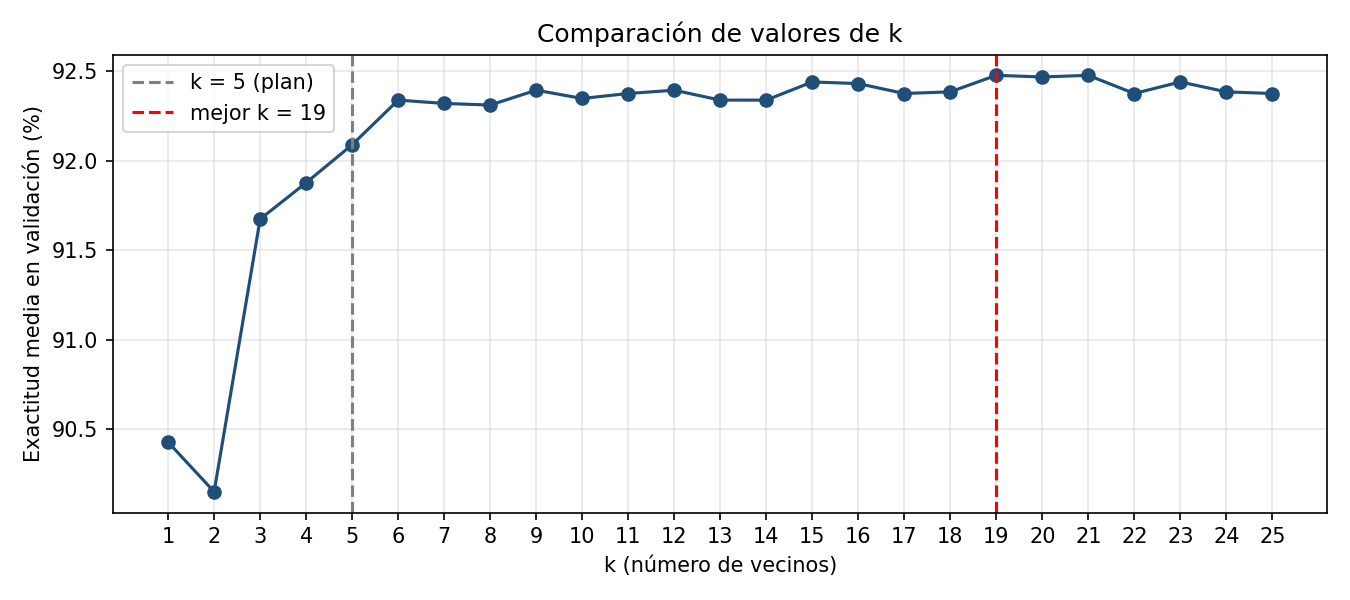 Comparación de valores de k
k = 5 (plan)
mejor k = 19
Exactitud media en validación (%)
92.5
92.0
91.5
91.0
90.5
1 2 3 4 5 6 7 8 9 10 11 12 13 14 15 16 17 18 19 20 21 22 23 24 25
k (número de vecinos)